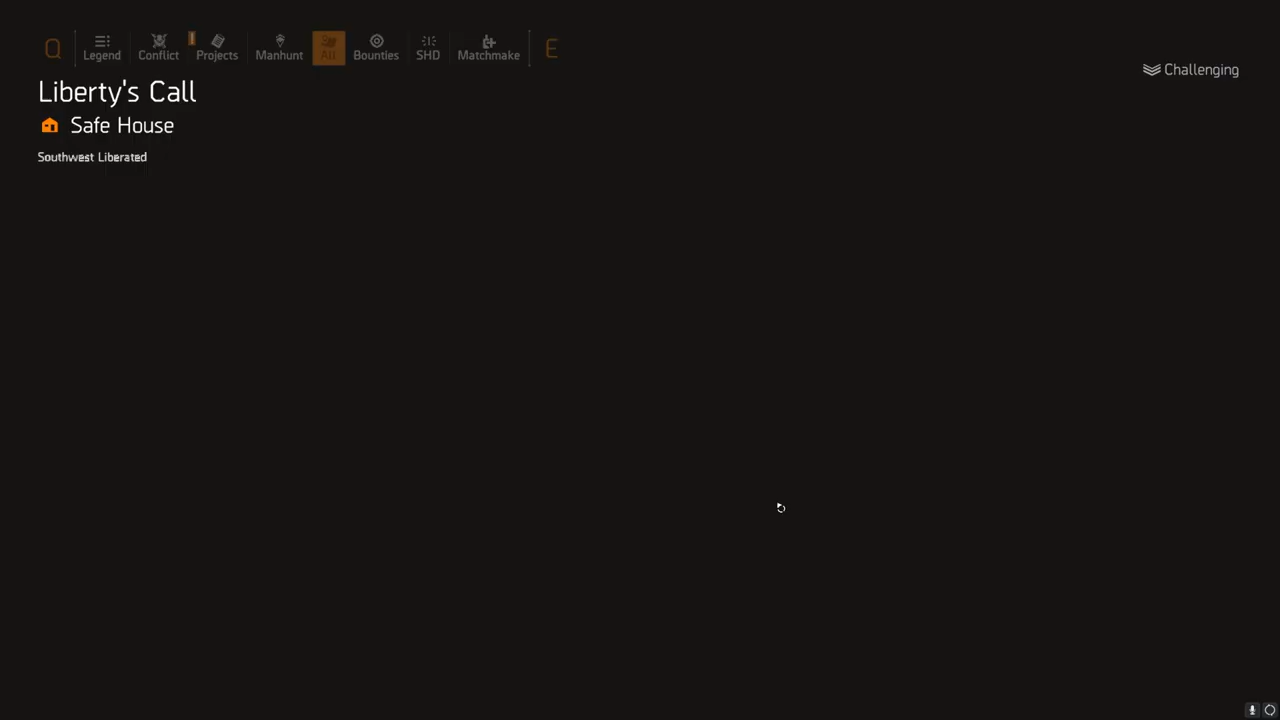 Q Legend Conflict Projects Manhunt All Bounties SHD Matchmake E
Challenging
Liberty's Call
Safe House
Southwest Liberated